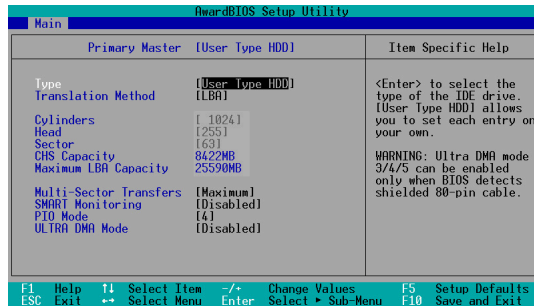 AwardBIOS Setup Utility
Main
Primary Master [User Type HDD]
Item Specific Help
Type [User Type HDD]
Translation Method [LBA]
Cylinders [ 1024]
Head [255]
Sector [63]
CHS Capacity 8422MB
Maximum LBA Capacity 25590MB
Multi-Sector Transfers [Maximum]
SMART Monitoring [Disabled]
PIO Mode [4]
ULTRA DMA Mode [Disabled]
<Enter> to select the
type of the IDE drive.
[User Type HDD] allows
you to set each entry on
your own.
WARNING: Ultra DMA mode
3/4/5 can be enabled
only when BIOS detects
shielded 80-pin cable.
F1 Help ↑↓ Select Item -/+ Change Values F5 Setup Defaults
ESC Exit ↔ Select Menu Enter Select ► Sub-Menu F10 Save and Exit